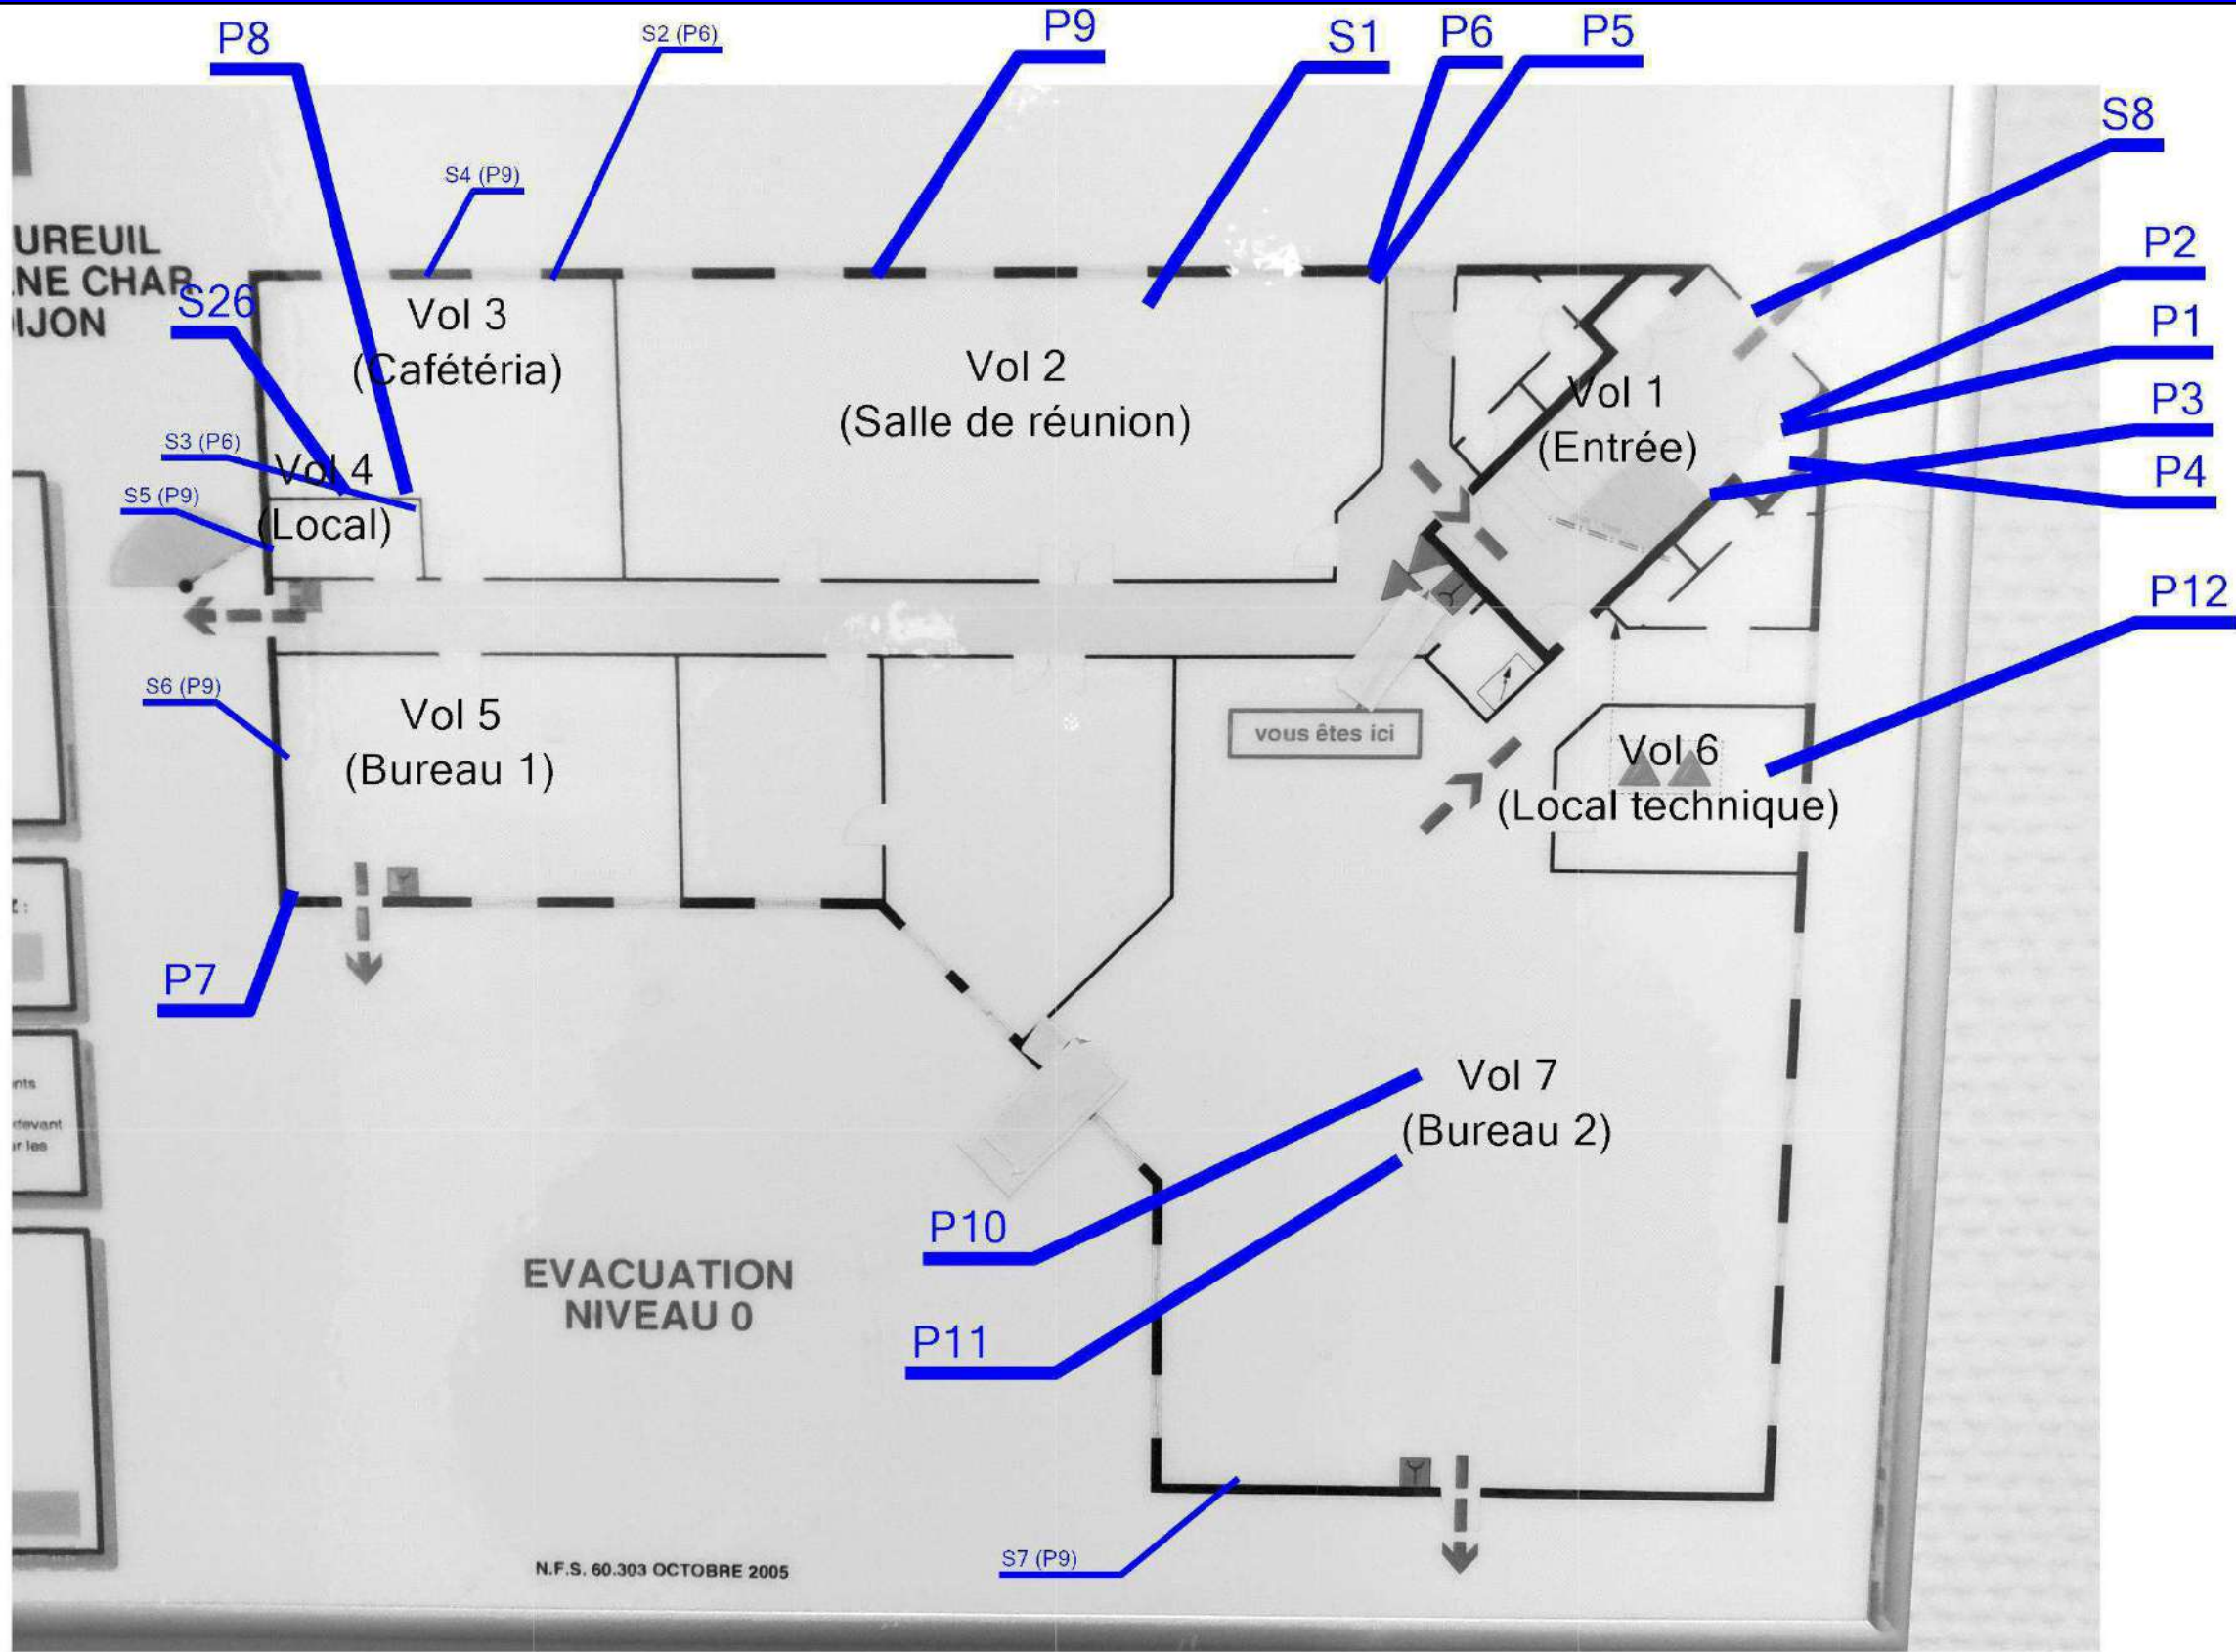 P8
S2 (P6)
P9
S1
P6
P5
S8
S4 (P9)
P2
UREUIL
NE CHAR
IJON
S26
Vol 3
(Cafétéria)
Vol 2
(Salle de réunion)
Vol 1
(Entrée)
P1
P3
P4
S3 (P6)
Vol 4
(Local)
S5 (P9)
P12
S6 (P9)
Vol 5
(Bureau 1)
vous êtes ici
Vol 6
(Local technique)
P7
Vol 7
(Bureau 2)
P10
P11
nts
devant
r les
EVACUATION
NIVEAU 0
S7 (P9)
N.F.S. 60.303 OCTOBRE 2005